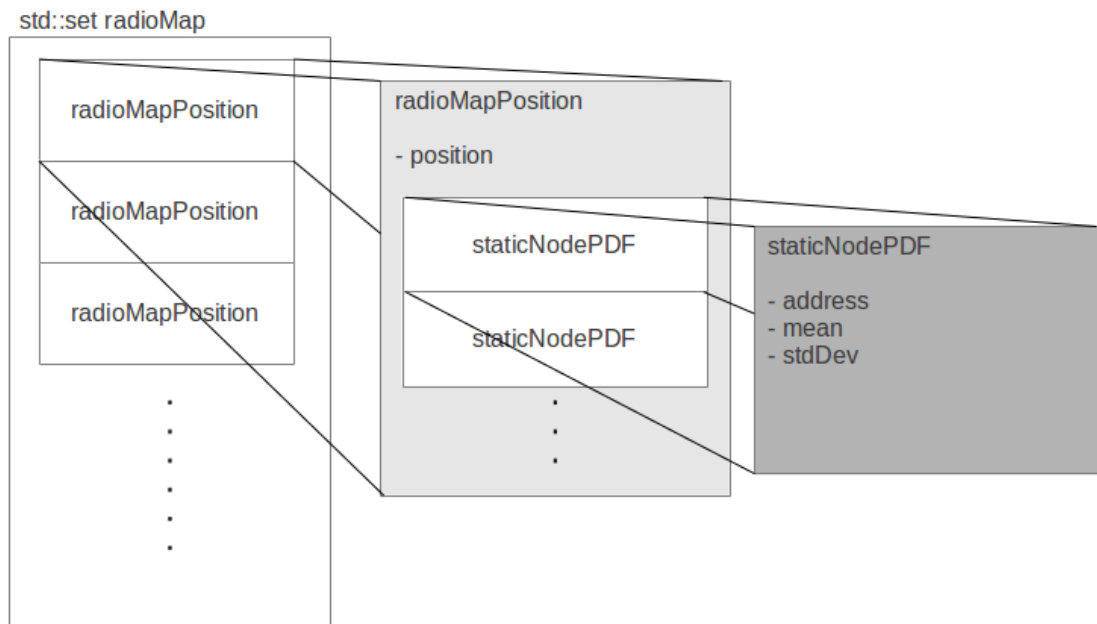 std::set radioMap
radioMapPosition
radioMapPosition
radioMapPosition
radioMapPosition
- position
staticNodePDF
staticNodePDF
staticNodePDF
- address
- mean
- stdDev